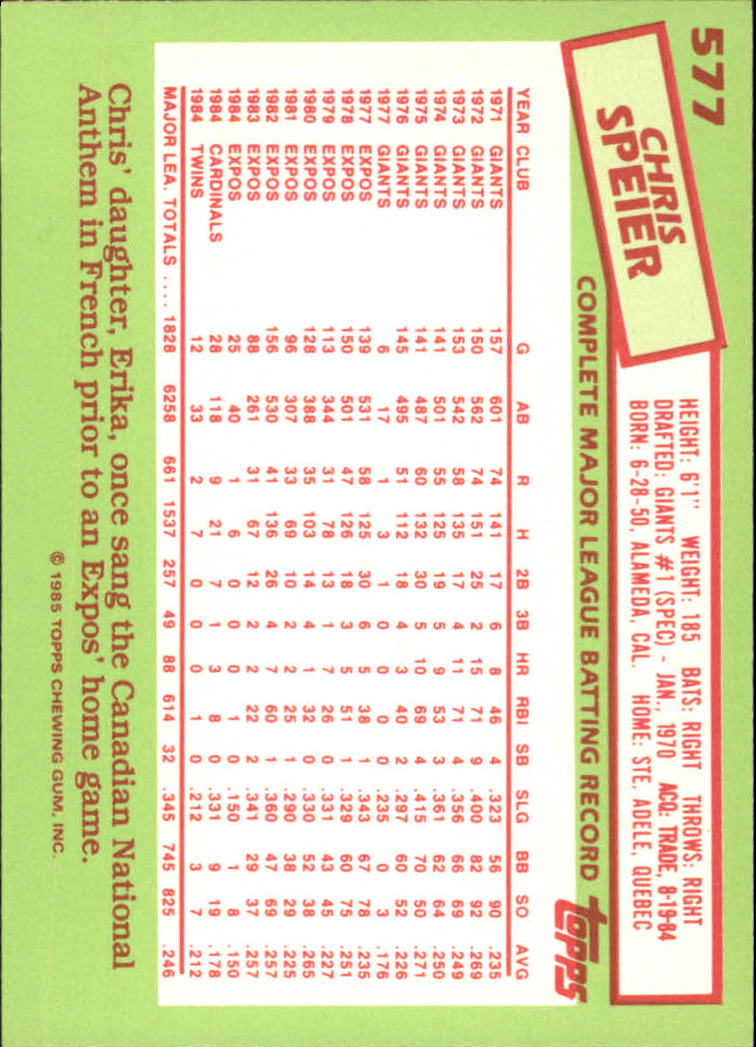 577
CHRIS
SPEIER
HEIGHT: 6'1" WEIGHT: 185 BATS: RIGHT THROWS: RIGHT
DRAFTED: GIANTS #1 (SPEC) - JAN., 1970 ACQ: TRADE, 8-19-84
BORN: 6-28-50, ALAMEDA, CAL. HOME: STE. ADELE, QUEBEC
COMPLETE MAJOR LEAGUE BATTING RECORD topps
YEAR CLUB G AB R H 2B 3B HR RBI SB SLG BB SO AVG
1971 GIANTS 157 601 74 141 17 6 8 46 4 .323 56 90 .235
1972 GIANTS 150 562 74 151 25 2 15 71 9 .400 82 92 .269
1973 GIANTS 153 542 58 135 17 4 11 71 4 .356 66 69 .249
1974 GIANTS 141 501 55 125 19 5 9 53 3 .361 62 64 .250
1975 GIANTS 141 487 60 132 30 5 10 69 4 .415 70 50 .271
1976 GIANTS 145 495 51 112 18 4 3 40 2 .297 60 52 .226
1977 GIANTS 6 17 1 3 1 0 0 0 0 .235 0 3 .176
1977 EXPOS 139 531 58 125 30 6 5 38 1 .343 67 78 .235
1978 EXPOS 150 501 47 126 18 3 5 51 1 .329 60 75 .251
1979 EXPOS 113 344 31 78 13 1 7 26 0 .331 43 45 .227
1980 EXPOS 128 388 35 103 14 4 1 32 0 .330 52 38 .265
1981 EXPOS 96 307 33 69 10 2 2 25 1 .290 38 29 .225
1982 EXPOS 156 530 41 136 26 4 7 60 1 .360 47 69 .257
1983 EXPOS 88 261 31 67 12 2 2 22 2 .341 29 37 .257
1984 EXPOS 25 40 1 6 0 0 0 1 0 .150 1 8 .150
1984 CARDINALS 28 118 9 21 7 1 3 8 0 .331 9 19 .178
1984 TWINS 12 33 2 7 0 0 0 1 0 .212 3 7 .212
MAJOR LEA. TOTALS .... 1828 6258 661 1537 257 49 88 614 32 .345 745 825 .246
Chris' daughter, Erika, once sang the Canadian National
Anthem in French prior to an Expos' home game.
© 1985 TOPPS CHEWING GUM, INC.